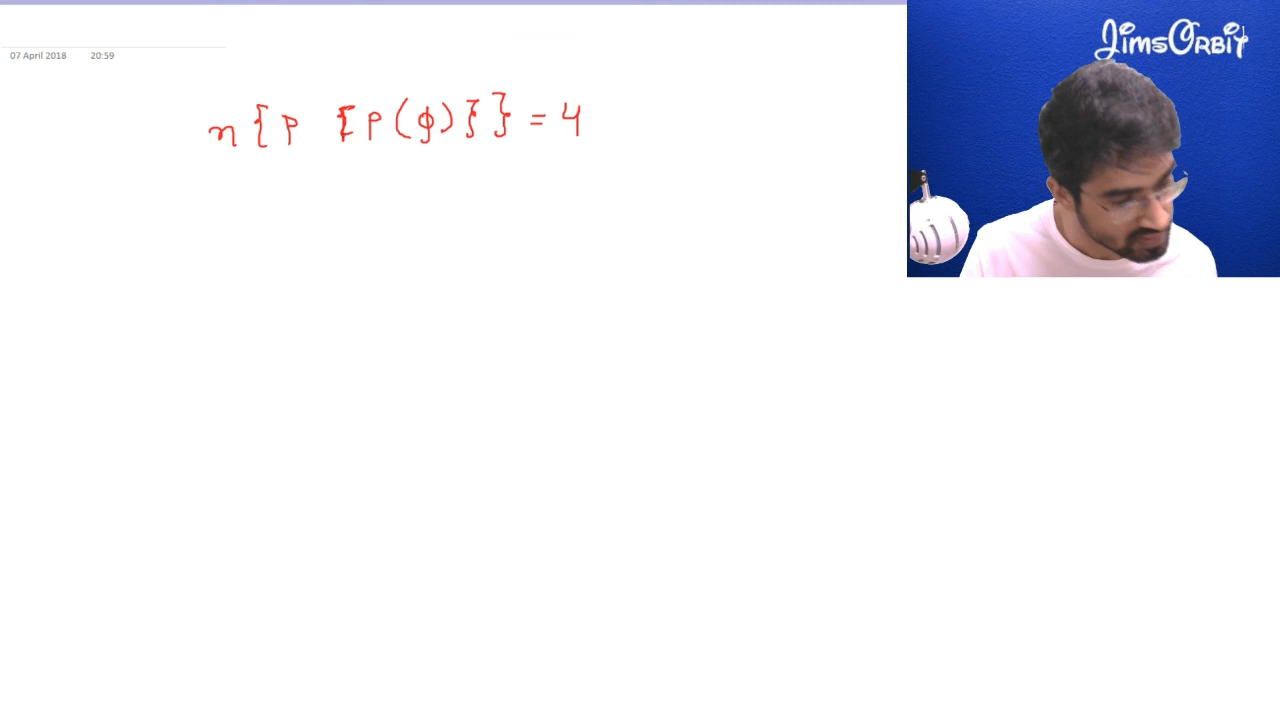 JimsOrbit
07 April 2018 20:59
n{P {P(φ)}} = 4